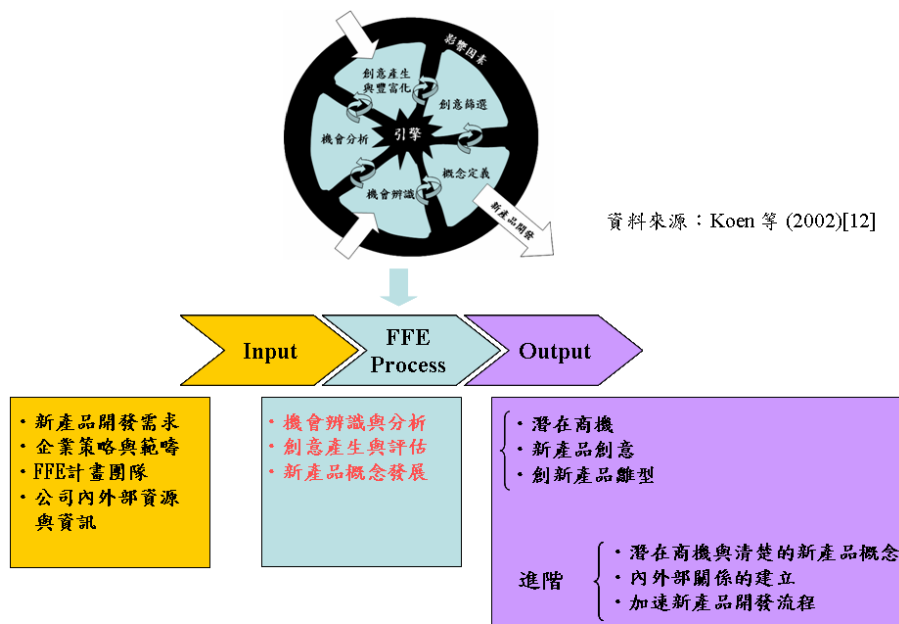 影響因素
創意產生
與豐富化
創意篩選
引擎
機會分析
概念定義
機會辨識
新產品開發
資料來源：Koen 等 (2002)[12]
Input
FFE
Process
Output
・新產品開發需求
・企業策略與範疇
・FFE計畫團隊
・公司內外部資源
與資訊
・機會辨識與分析
・創意產生與評估
・新產品概念發展
・潛在商機
・新產品創意
・創新產品雛型
進階
・潛在商機與清楚的新產品概念
・內外部關係的建立
・加速新產品開發流程